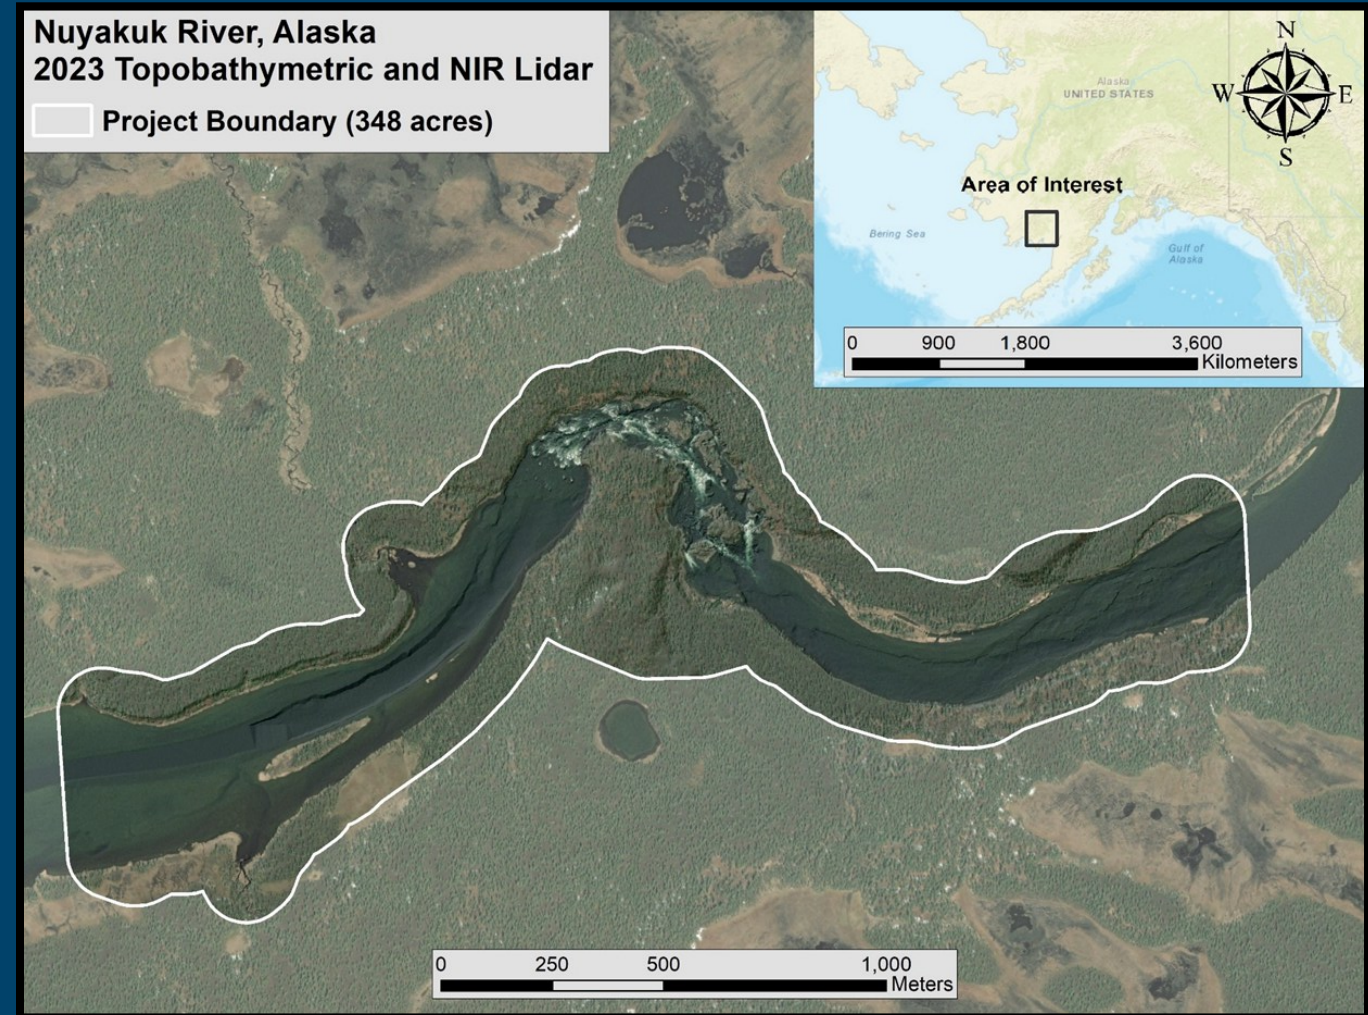 Nuyakuk River, Alaska
2023 Topobathymetric and NIR Lidar
Project Boundary (348 acres)
N
W E
S
Alaska
UNITED STATES
Area of Interest
Bering Sea
Gulf of
Alaska
0 900 1,800 3,600
Kilometers
0 250 500 1,000
Meters